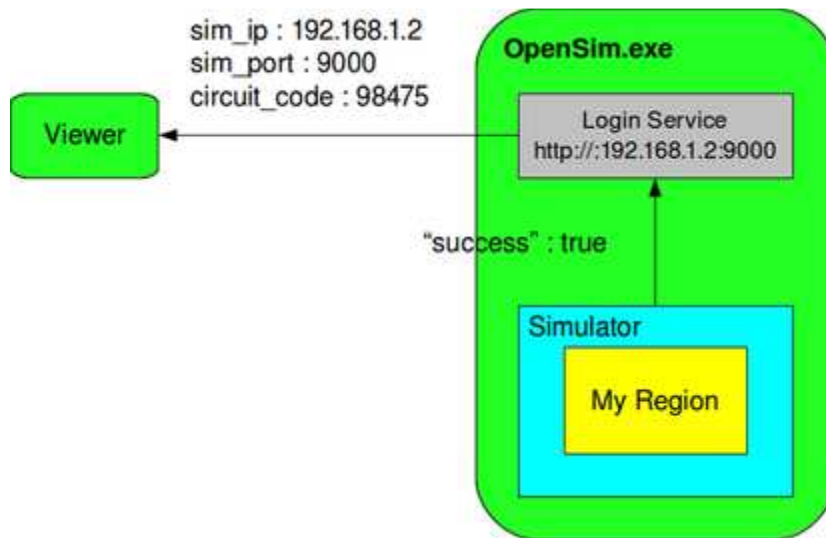 sim_ip : 192.168.1.2
sim_port : 9000
circuit_code : 98475
OpenSim.exe
Viewer
Login Service
http://:192.168.1.2:9000
“success” : true
Simulator
My Region